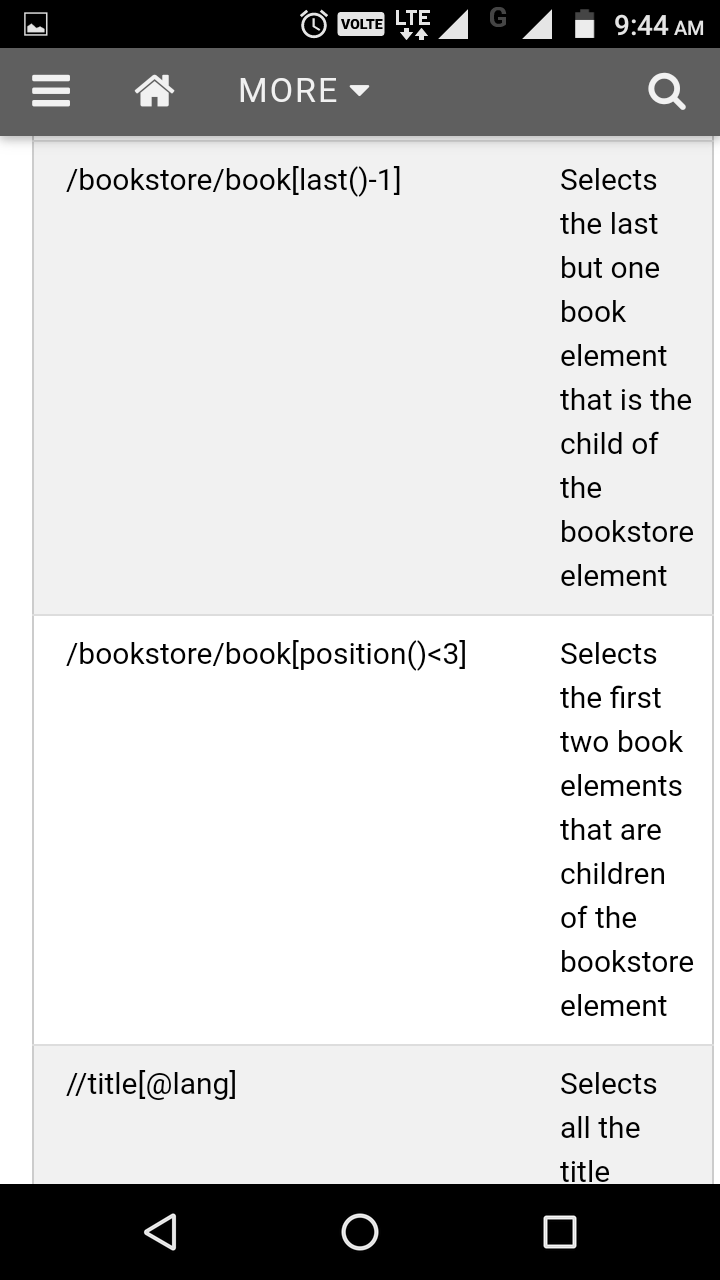 VOLTE LTE G 9:44 AM
MORE
/bookstore/book[last()-1]
Selects
the last
but one
book
element
that is the
child of
the
bookstore
element
/bookstore/book[position()<3]
Selects
the first
two book
elements
that are
children
of the
bookstore
element
//title[@lang]
Selects
all the
title